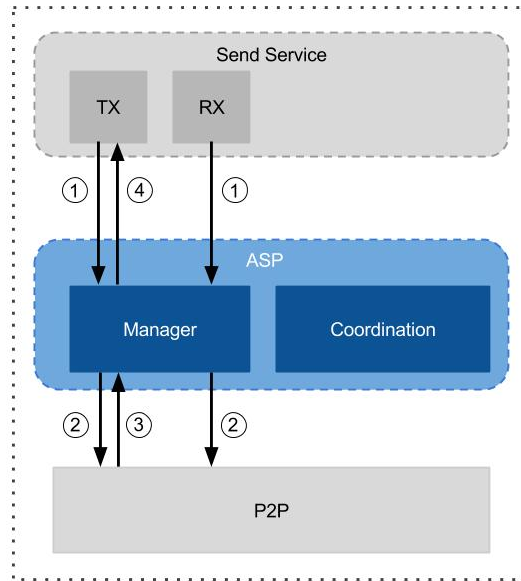 Send Service
TX
RX
① ④ ①
ASP
Manager
Coordination
② ③ ②
P2P